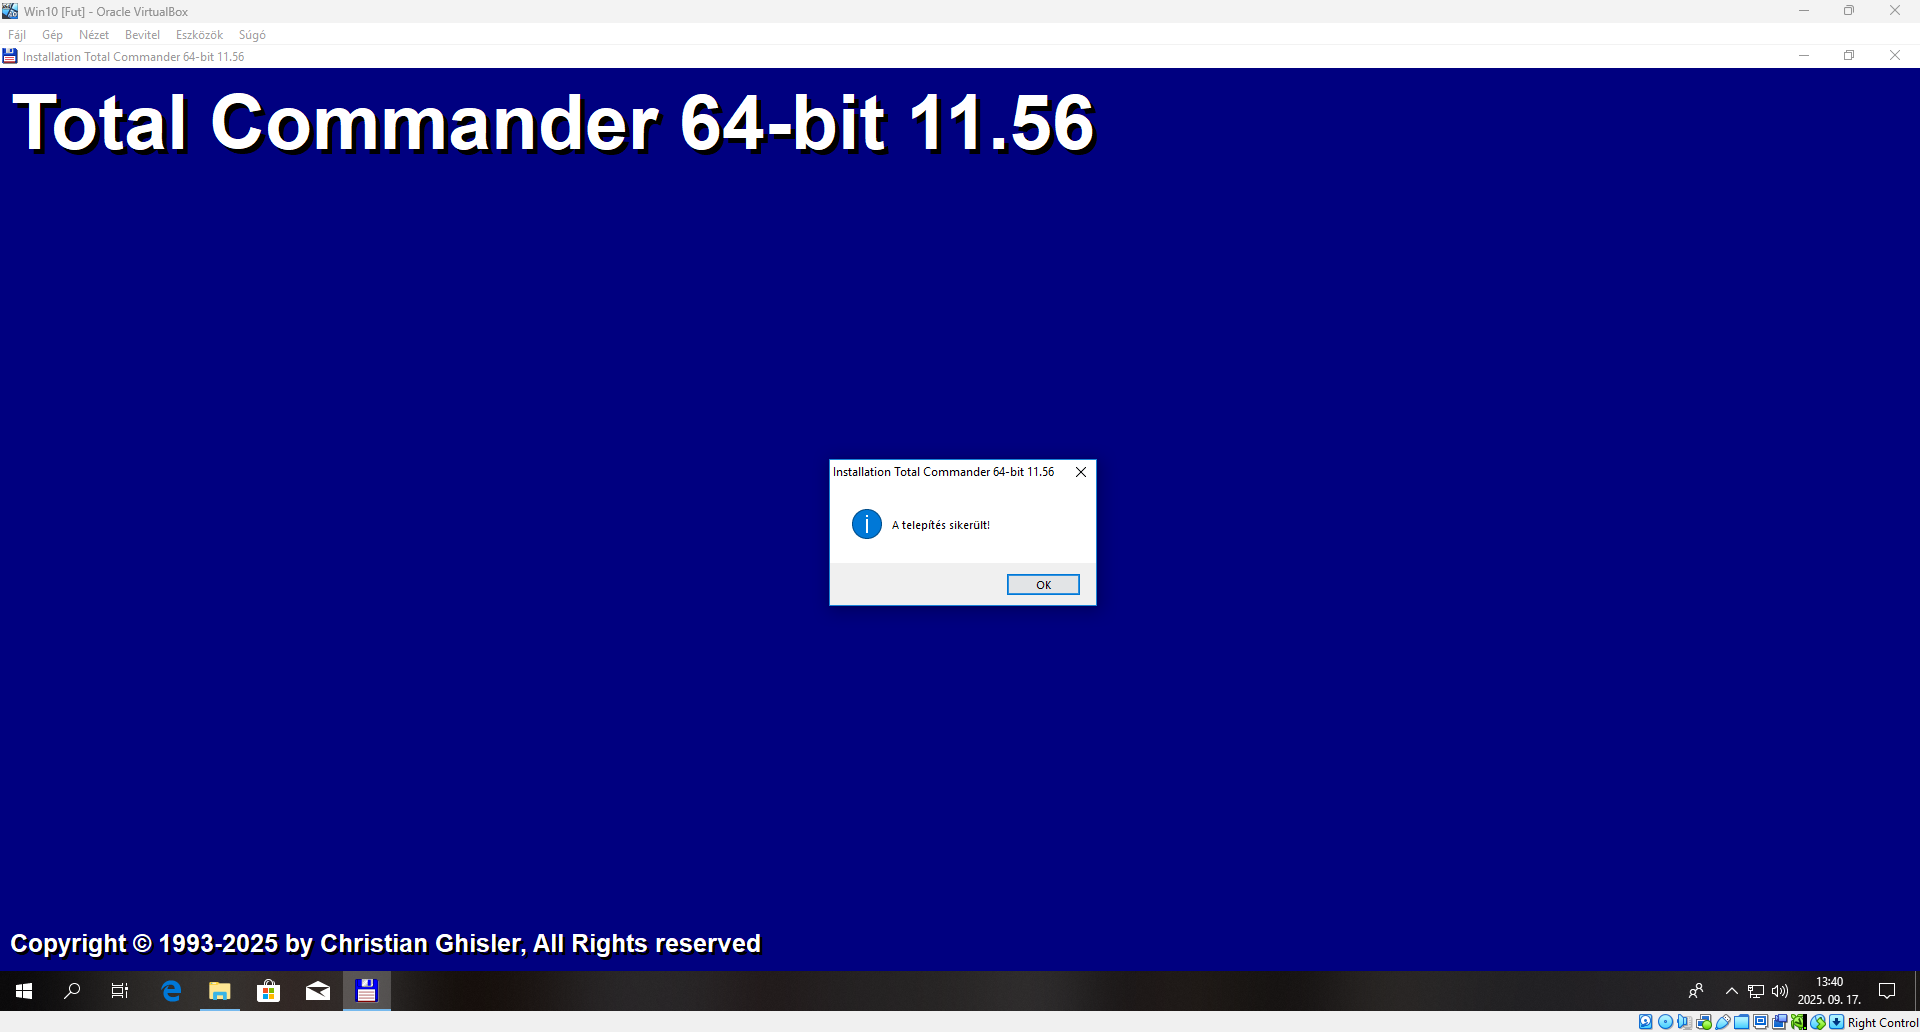 Win10 [Fut] - Oracle VirtualBox
Fájl Gép Nézet Bevitel Eszközök Súgó
Installation Total Commander 64-bit 11.56
Total Commander 64-bit 11.56
Installation Total Commander 64-bit 11.56
A telepítés sikerült!
OK
Copyright © 1993-2025 by Christian Ghisler, All Rights reserved
13:40
2025. 09. 17.
Right Control